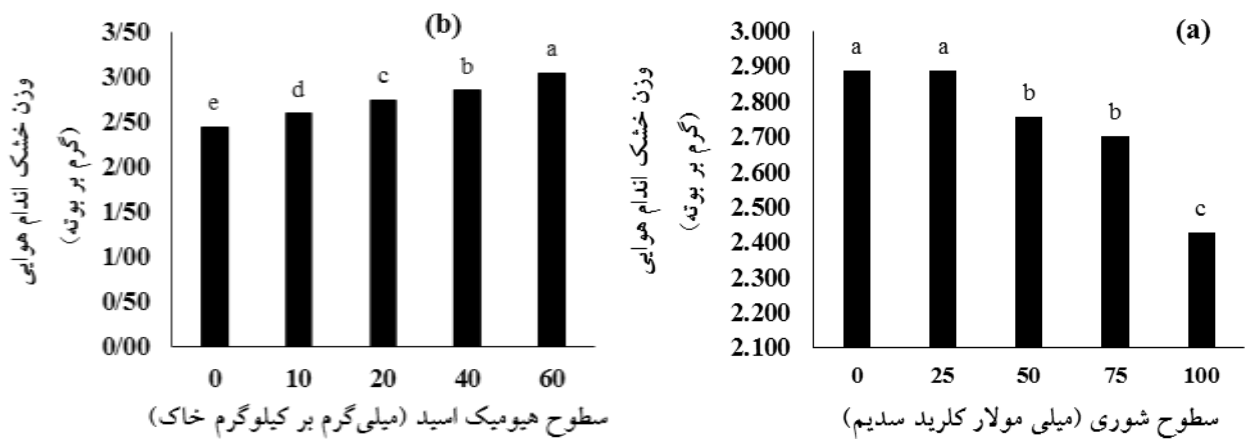 (b)
وزن خشک اندام هوایی
(گرم بر بوته)
3/50
3/00
2/50
2/00
1/50
1/00
0/50
0/00
e
d
c
b
a
0 10 20 40 60
سطوح هیومیک اسید (میلی‌گرم بر کیلوگرم خاک)
(a)
وزن خشک اندام هوایی
(گرم بر بوته)
3.000
2.900
2.800
2.700
2.600
2.500
2.400
2.300
2.200
2.100
a
a
b
b
c
0 25 50 75 100
سطوح شوری (میلی مولار کلرید سدیم)